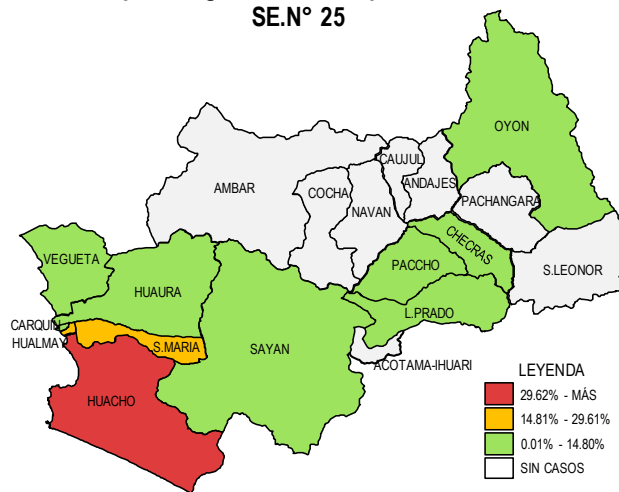 SE.N° 25
OYON
CAUJUL
ANDAJES
AMBAR
COCHA
NAVAN
PACHANGARA
CHECRAS
VEGUETA
PACCHO
S.LEONOR
HUAURA
L.PRADO
CARQUIN
HUALMAY
S.MARIA
SAYAN
ACOTAMA-IHUARI
HUACHO
LEYENDA
29.62% - MÁS
14.81% - 29.61%
0.01% - 14.80%
SIN CASOS